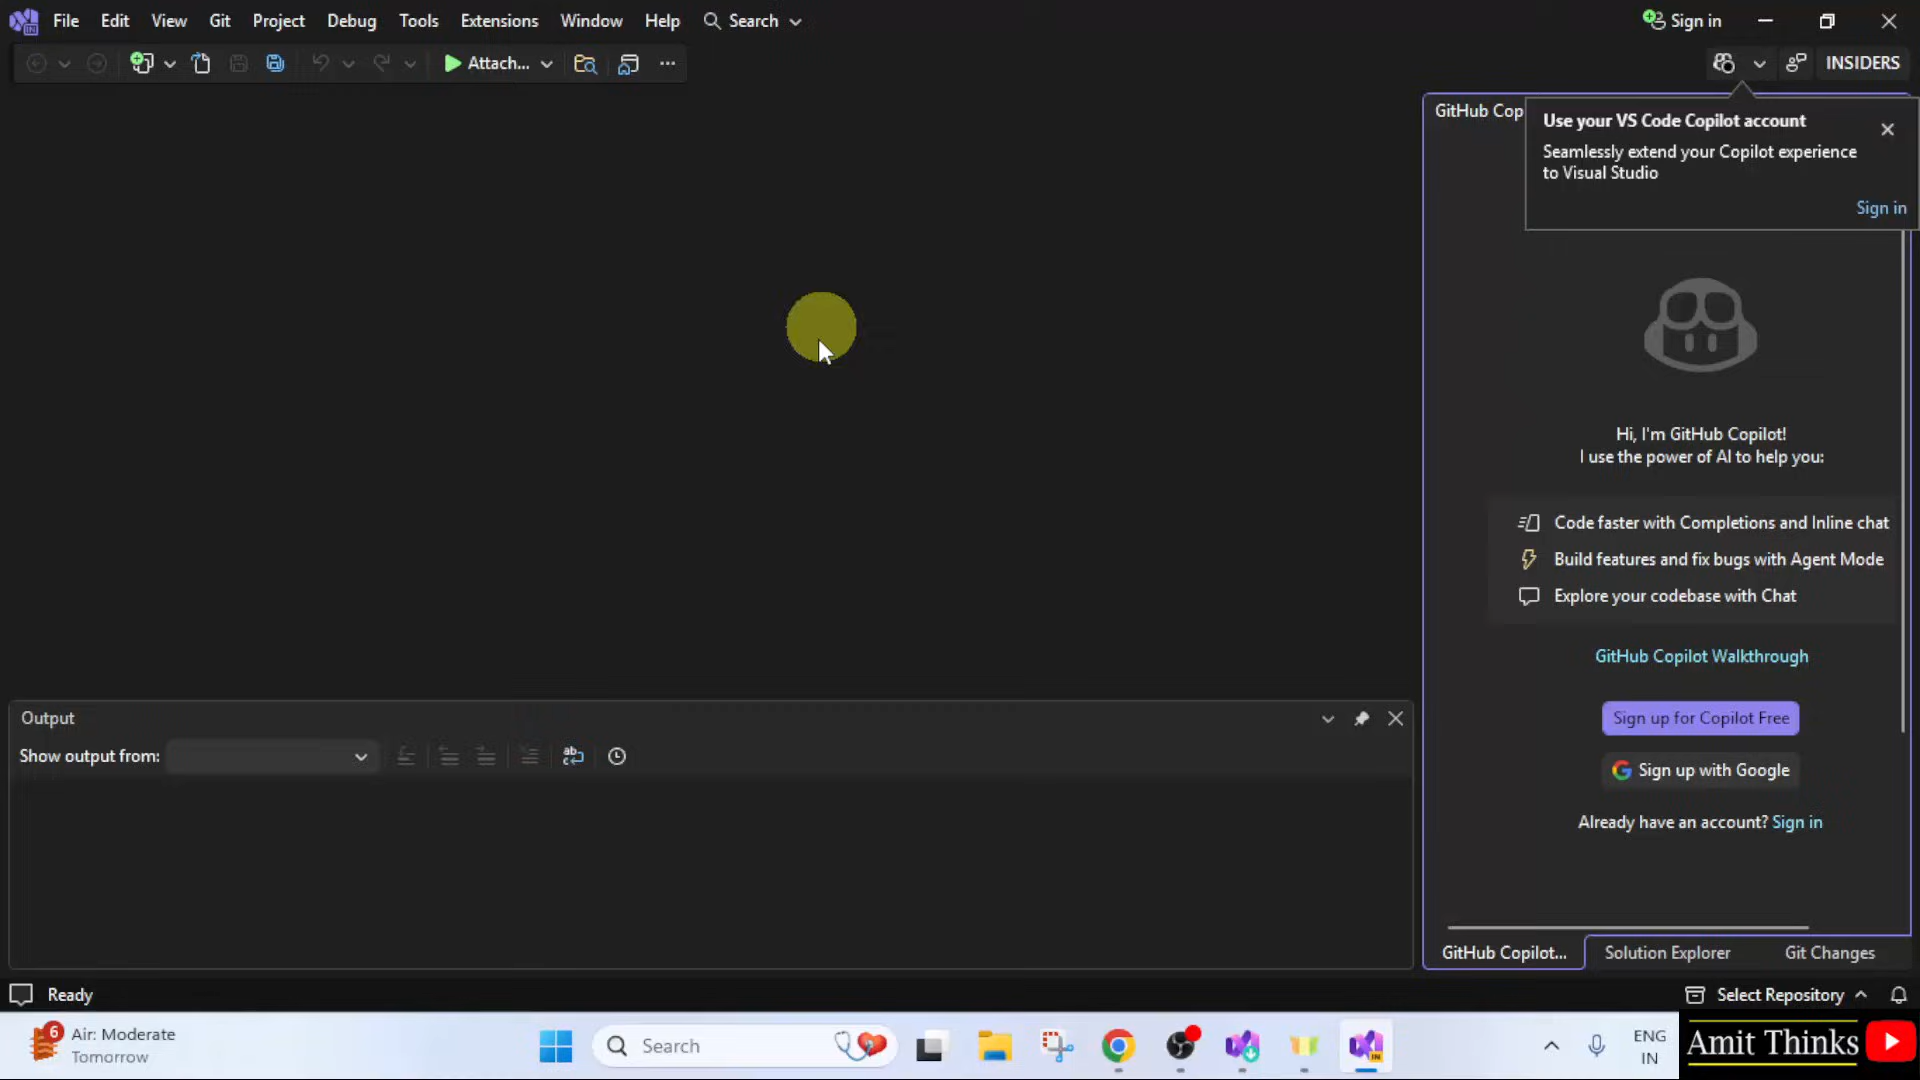 File Edit View Git Project Debug Tools Extensions Window Help Search Sign in
Attach... INSIDERS
GitHub Cop
Use your VS Code Copilot account
Seamlessly extend your Copilot experience
to Visual Studio
Sign in
Hi, I'm GitHub Copilot!
I use the power of AI to help you:
Code faster with Completions and Inline chat
Build features and fix bugs with Agent Mode
Explore your codebase with Chat
GitHub Copilot Walkthrough
Sign up for Copilot Free
Sign up with Google
Already have an account? Sign in
Output
Show output from:
GitHub Copilot... Solution Explorer Git Changes
Ready
Select Repository
6
Air: Moderate
Tomorrow
Search
ENG
IN
Amit Thinks